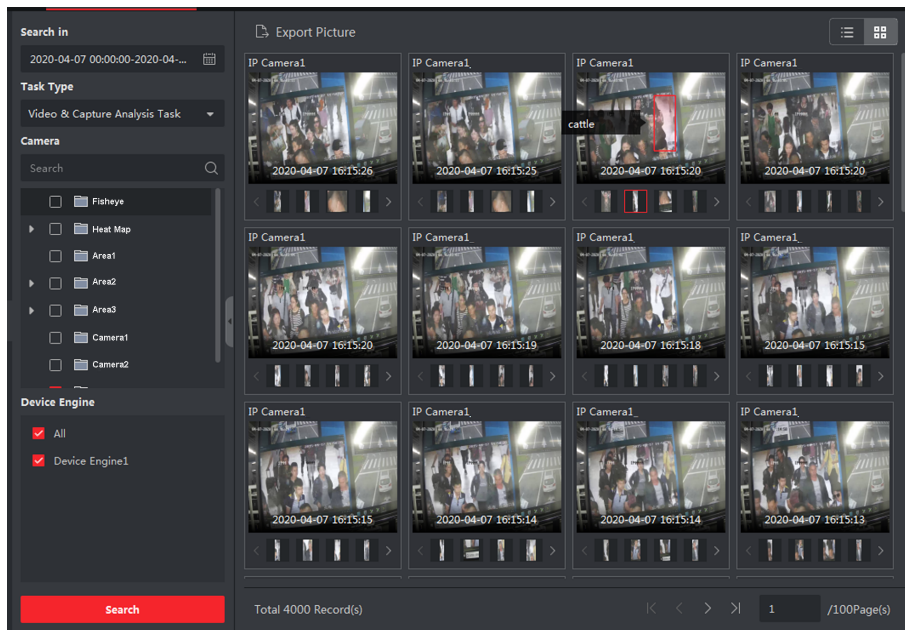 Search in
2020-04-07 00:00:00-2020-04-...
Task Type
Video & Capture Analysis Task
Camera
Search
Fisheye
Heat Map
Area1
Area2
Area3
Camera1
Camera2
Device Engine
All
Device Engine1
Search
Export Picture
IP Camera1
IP Camera1_
IP Camera1
IP Camera1
cattle
2020-04-07 16:15:26
2020-04-07 16:15:25
2020-04-07 16:15:20
2020-04-07 16:15:20
IP Camera1
IP Camera1_
IP Camera1
IP Camera1_
2020-04-07 16:15:20
2020-04-07 16:15:19
2020-04-07 16:15:18
2020-04-07 16:15:15
IP Camera1
IP Camera1_
IP Camera1_
IP Camera1_
2020-04-07 16:15:15
2020-04-07 16:15:14
2020-04-07 16:15:14
2020-04-07 16:15:13
Total 4000 Record(s)
1
/100Page(s)